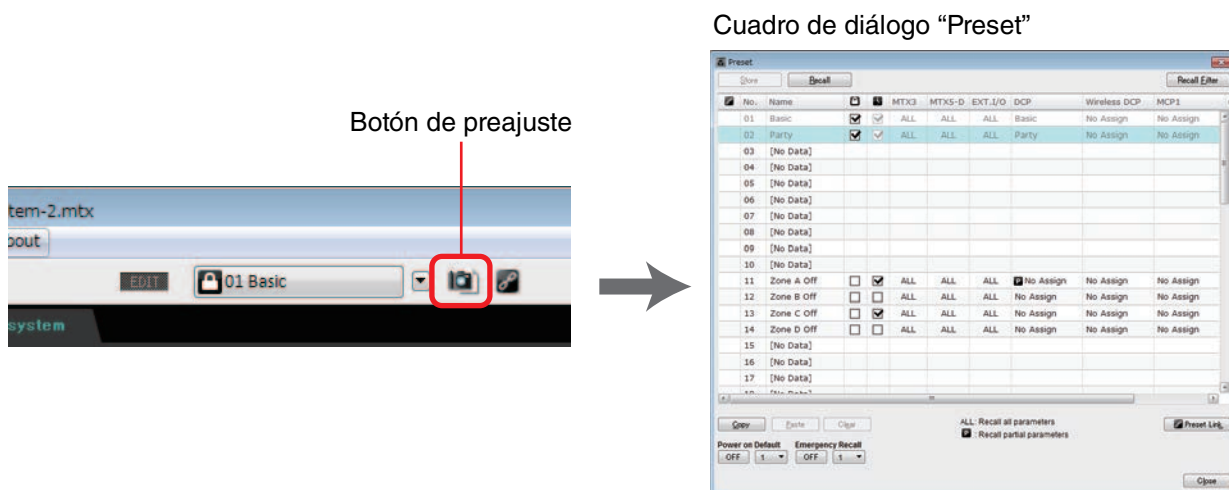 Cuadro de diálogo “Preset”
Botón de preajuste
tem-2.mtx
bout
EDIT 01 Basic
system
Preset
Store Recall Recall Filter
No. Name MTX3 MTX5-D EXT.I/O DCP Wireless DCP MCP1
01 Basic ALL ALL ALL Basic No Assign No Assign
02 Party ALL ALL ALL Party No Assign No Assign
03 [No Data]
04 [No Data]
05 [No Data]
06 [No Data]
07 [No Data]
08 [No Data]
09 [No Data]
10 [No Data]
11 Zone A Off ALL ALL ALL P No Assign No Assign No Assign
12 Zone B Off ALL ALL ALL No Assign No Assign No Assign
13 Zone C Off ALL ALL ALL No Assign No Assign No Assign
14 Zone D Off ALL ALL ALL No Assign No Assign No Assign
15 [No Data]
16 [No Data]
17 [No Data]
Copy Paste Clear ALL: Recall all parameters Preset Link
P : Recall partial parameters
Power on Default Emergency Recall
OFF 1 OFF 1
Close